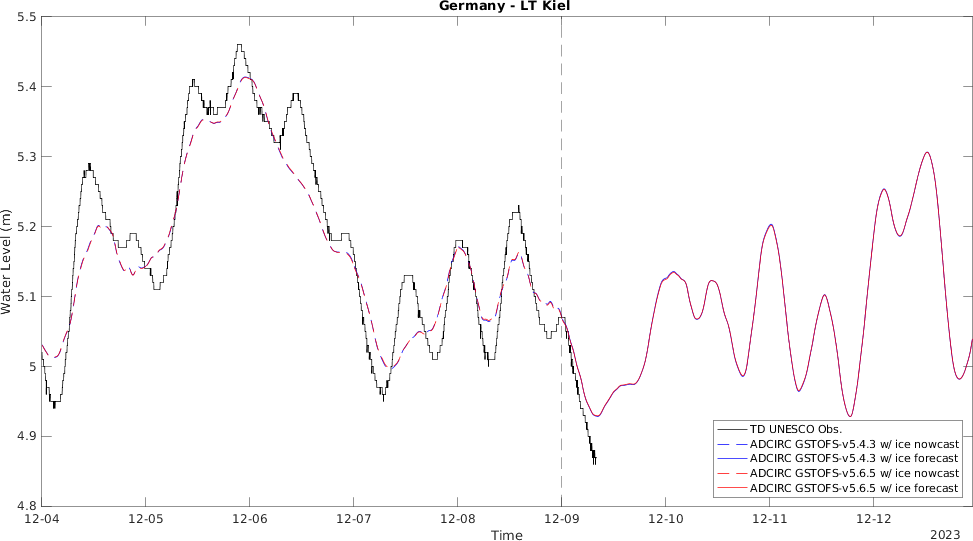 Germany - LT Kiel
Water Level (m)
5.5
5.4
5.3
5.2
5.1
5
4.9
4.8
TD UNESCO Obs.
ADCIRC GSTOFS-v5.4.3 w/ ice nowcast
ADCIRC GSTOFS-v5.4.3 w/ ice forecast
ADCIRC GSTOFS-v5.6.5 w/ ice nowcast
ADCIRC GSTOFS-v5.6.5 w/ ice forecast
12-04 12-05 12-06 12-07 12-08 12-09 12-10 12-11 12-12
Time
2023